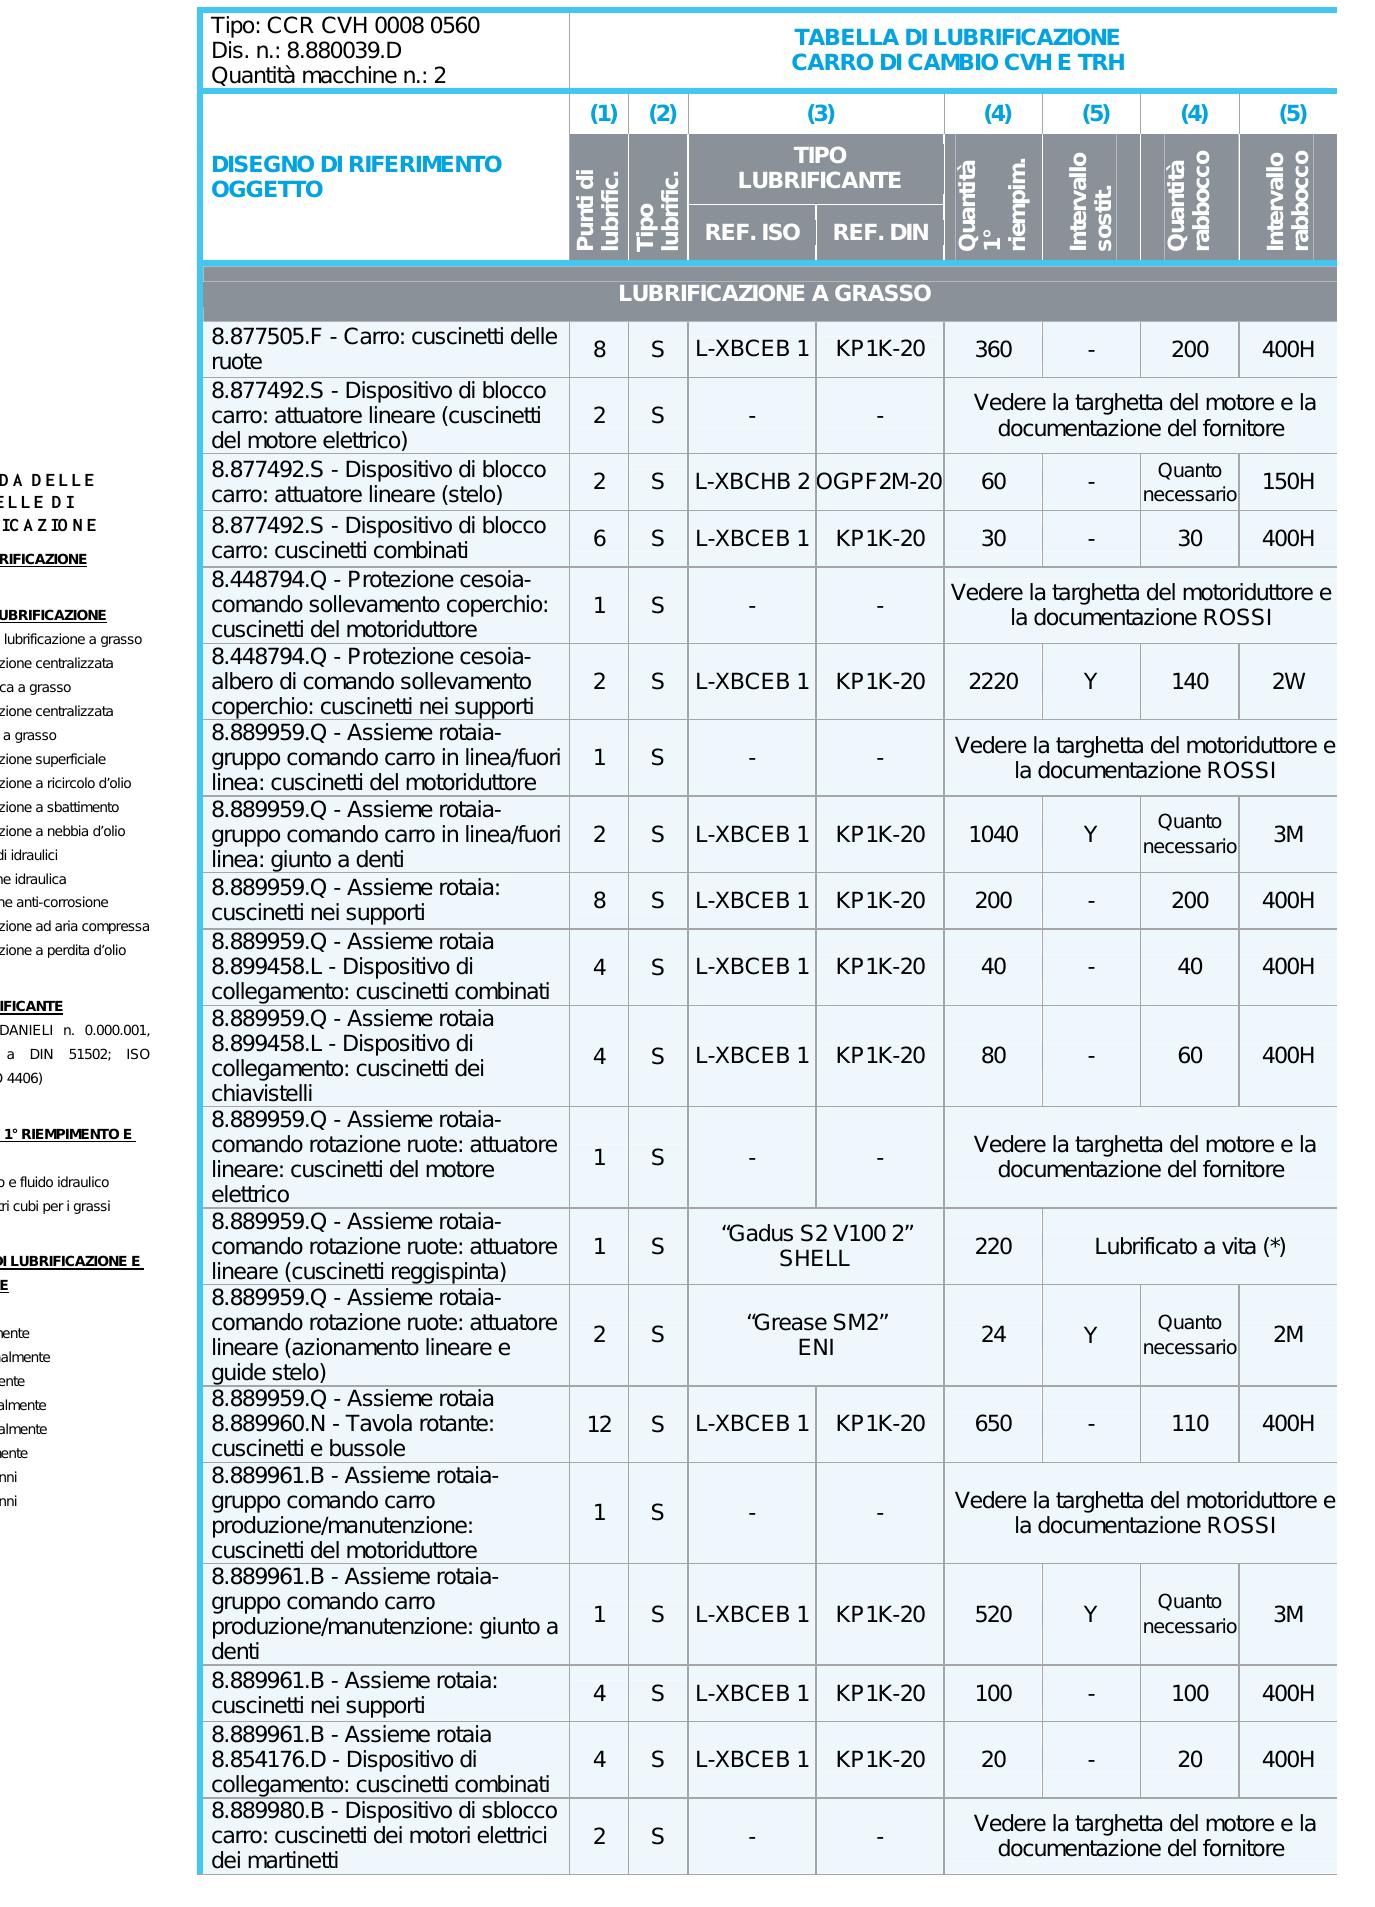 Tipo: CCR CVH 0008 0560
Dis. n.: 8.880039.D
Quantità macchine n.: 2
TABELLA DI LUBRIFICAZIONE
CARRO DI CAMBIO CVH E TRH
DISEGNO DI RIFERIMENTO
OGGETTO
(1) (2) (3) (4) (5) (4) (5)
Punti di
lubrific.
Tipo
lubrific.
TIPO
LUBRIFICANTE
REF. ISO REF. DIN
Quantità
1°
riempim.
Intervallo
sostit.
Quantità
rabbocco
Intervallo
rabbocco
LUBRIFICAZIONE A GRASSO
8.877505.F - Carro: cuscinetti delle
ruote
8 S L-XBCEB 1 KP1K-20 360 - 200 400H
8.877492.S - Dispositivo di blocco
carro: attuatore lineare (cuscinetti
del motore elettrico)
2 S - -
Vedere la targhetta del motore e la
documentazione del fornitore
8.877492.S - Dispositivo di blocco
carro: attuatore lineare (stelo)
2 S L-XBCHB 2 OGPF2M-20 60 -
Quanto
necessario
150H
8.877492.S - Dispositivo di blocco
carro: cuscinetti combinati
6 S L-XBCEB 1 KP1K-20 30 - 30 400H
8.448794.Q - Protezione cesoia-
comando sollevamento coperchio:
cuscinetti del motoriduttore
1 S - -
Vedere la targhetta del motoriduttore e
la documentazione ROSSI
8.448794.Q - Protezione cesoia-
albero di comando sollevamento
coperchio: cuscinetti nei supporti
2 S L-XBCEB 1 KP1K-20 2220 Y 140 2W
8.889959.Q - Assieme rotaia-
gruppo comando carro in linea/fuori
linea: cuscinetti del motoriduttore
1 S - -
Vedere la targhetta del motoriduttore e
la documentazione ROSSI
8.889959.Q - Assieme rotaia-
gruppo comando carro in linea/fuori
linea: giunto a denti
2 S L-XBCEB 1 KP1K-20 1040 Y
Quanto
necessario
3M
8.889959.Q - Assieme rotaia:
cuscinetti nei supporti
8 S L-XBCEB 1 KP1K-20 200 - 200 400H
8.889959.Q - Assieme rotaia
8.899458.L - Dispositivo di
collegamento: cuscinetti combinati
4 S L-XBCEB 1 KP1K-20 40 - 40 400H
8.889959.Q - Assieme rotaia
8.899458.L - Dispositivo di
collegamento: cuscinetti dei
chiavistelli
4 S L-XBCEB 1 KP1K-20 80 - 60 400H
8.889959.Q - Assieme rotaia-
comando rotazione ruote: attuatore
lineare: cuscinetti del motore
elettrico
1 S - -
Vedere la targhetta del motore e la
documentazione del fornitore
8.889959.Q - Assieme rotaia-
comando rotazione ruote: attuatore
lineare (cuscinetti reggispinta)
1 S
“Gadus S2 V100 2”
SHELL
220 Lubrificato a vita (*)
8.889959.Q - Assieme rotaia-
comando rotazione ruote: attuatore
lineare (azionamento lineare e
guide stelo)
2 S
“Grease SM2”
ENI
24 Y
Quanto
necessario
2M
8.889959.Q - Assieme rotaia
8.889960.N - Tavola rotante:
cuscinetti e bussole
12 S L-XBCEB 1 KP1K-20 650 - 110 400H
8.889961.B - Assieme rotaia-
gruppo comando carro
produzione/manutenzione:
cuscinetti del motoriduttore
1 S - -
Vedere la targhetta del motoriduttore e
la documentazione ROSSI
8.889961.B - Assieme rotaia-
gruppo comando carro
produzione/manutenzione: giunto a
denti
1 S L-XBCEB 1 KP1K-20 520 Y
Quanto
necessario
3M
8.889961.B - Assieme rotaia:
cuscinetti nei supporti
4 S L-XBCEB 1 KP1K-20 100 - 100 400H
8.889961.B - Assieme rotaia
8.854176.D - Dispositivo di
collegamento: cuscinetti combinati
4 S L-XBCEB 1 KP1K-20 20 - 20 400H
8.889980.B - Dispositivo di sblocco
carro: cuscinetti dei motori elettrici
dei martinetti
2 S - -
Vedere la targhetta del motore e la
documentazione del fornitore
DA DELLE
ELLE DI
ICAZIONE
RIFICAZIONE
UBRIFICAZIONE
lubrificazione a grasso
zione centralizzata
ca a grasso
zione centralizzata
a grasso
zione superficiale
zione a ricircolo d’olio
zione a sbattimento
zione a nebbia d’olio
di idraulici
ne idraulica
ne anti-corrosione
zione ad aria compressa
zione a perdita d’olio
IFICANTE
DANIELI n. 0.000.001,
a DIN 51502; ISO
4406)
1° RIEMPIMENTO E
o e fluido idraulico
tri cubi per i grassi
DI LUBRIFICAZIONE E
E
mente
nalmente
ente
almente
almente
mente
nni
nni